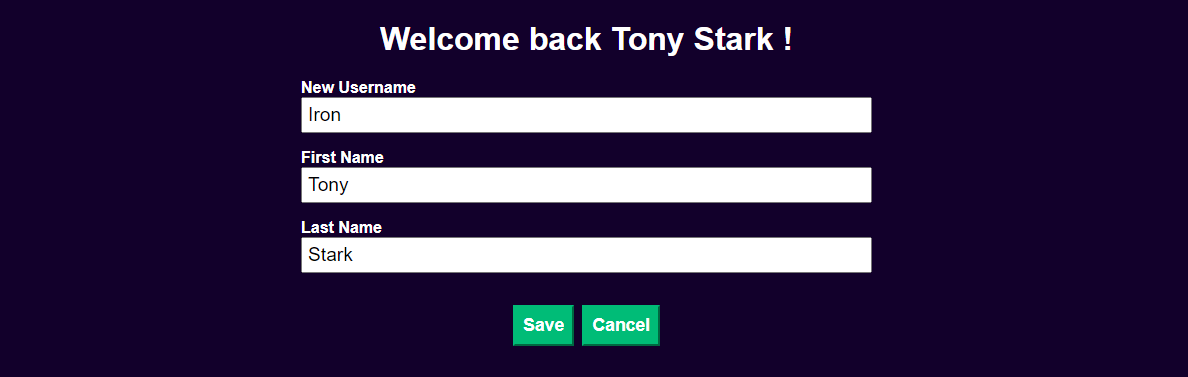 Welcome back Tony Stark !
New Username
Iron
First Name
Tony
Last Name
Stark
Save Cancel